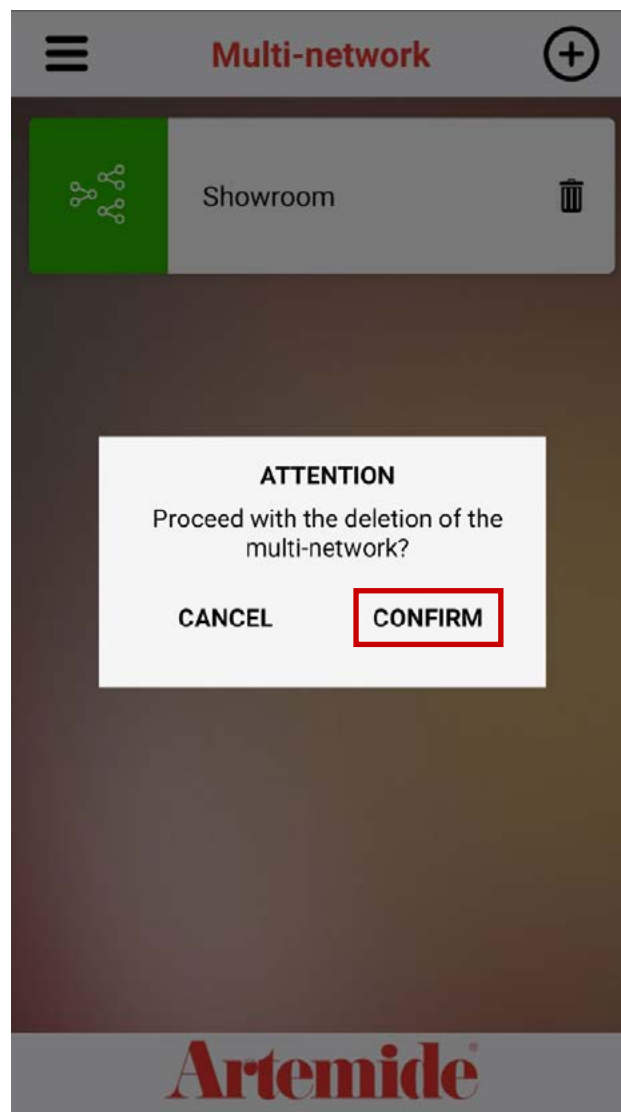 Multi-network
Showroom
ATTENTION
Proceed with the deletion of the
multi-network?
CANCEL CONFIRM
Artemide